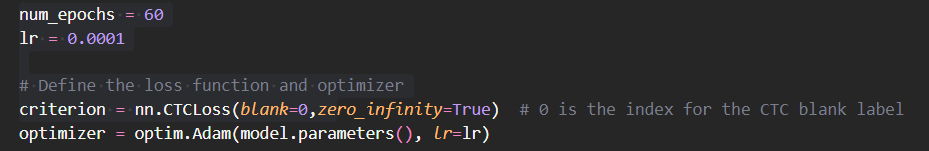 num_epochs = 60
lr = 0.0001
# Define the loss function and optimizer
criterion = nn.CTCLoss(blank=0,zero_infinity=True)  # 0 is the index for the CTC blank label
optimizer = optim.Adam(model.parameters(), lr=lr)